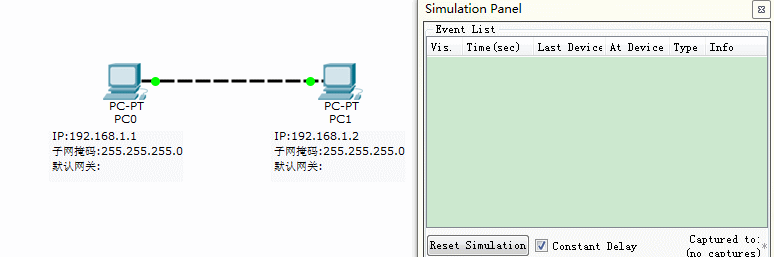 Simulation Panel
Event List
Vis. Time(sec) Last Device At Device Type Info
PC-PT
PC0
IP:192.168.1.1
子网掩码:255.255.255.0
默认网关:
PC-PT
PC1
IP:192.168.1.2
子网掩码:255.255.255.0
默认网关:
Reset Simulation Constant Delay Captured to:
(no captures) *